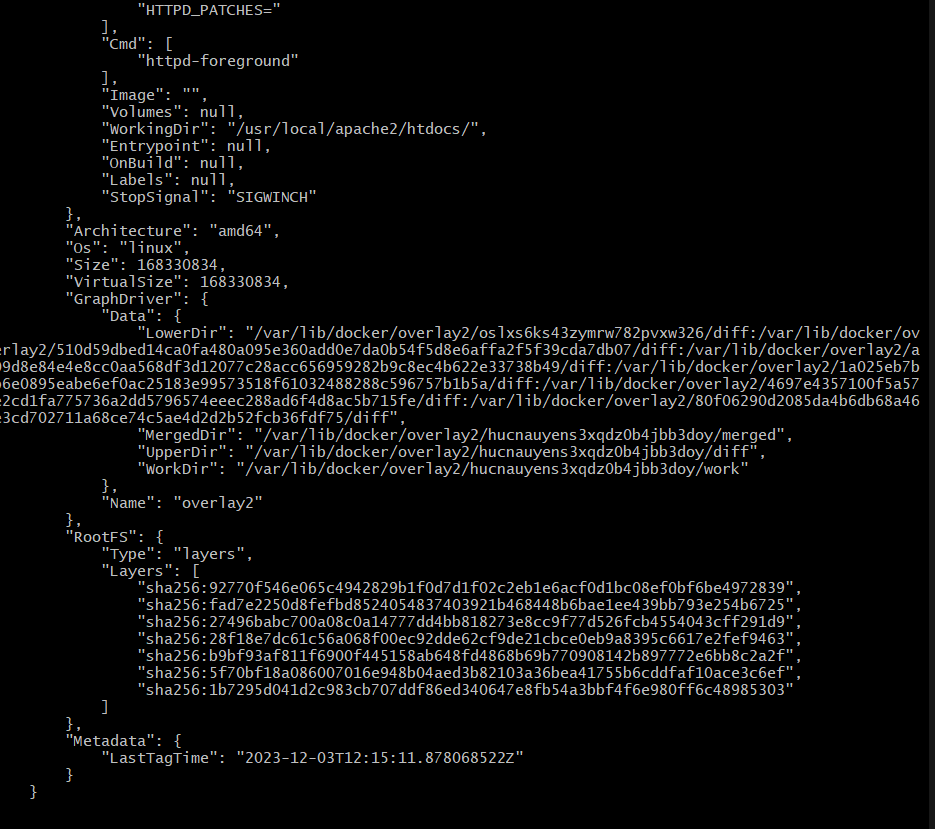 "HTTPD_PATCHES="
],
"Cmd": [
"httpd-foreground"
],
"Image": "",
"Volumes": null,
"WorkingDir": "/usr/local/apache2/htdocs/",
"Entrypoint": null,
"OnBuild": null,
"Labels": null,
"StopSignal": "SIGWINCH"
},
"Architecture": "amd64",
"Os": "linux",
"Size": 168330834,
"VirtualSize": 168330834,
"GraphDriver": {
"Data": {
"LowerDir": "/var/lib/docker/overlay2/oslxs6ks43zymrw782pvxw326/diff:/var/lib/docker/ov
erlay2/510d59dbed14ca0fa480a095e360add0e7da0b54f5d8e6affa2f5f39cda7db07/diff:/var/lib/docker/overlay2/a
09d8e84e4e8cc0aa568df3d12077c28acc656959282b9c8ec4b622e33738b49/diff:/var/lib/docker/overlay2/1a025eb7b
b6e0895eabe6ef0ac25183e99573518f61032488288c596757b1b5a/diff:/var/lib/docker/overlay2/4697e4357100f5a57
e2cd1fa775736a2dd5796574eeec288ad6f4d8ac5b715fe/diff:/var/lib/docker/overlay2/80f06290d2085da4b6db68a46
e3cd702711a68ce74c5ae4d2d2b52fcb36fdf75/diff",
"MergedDir": "/var/lib/docker/overlay2/hucnauyens3xqdz0b4jbb3doy/merged",
"UpperDir": "/var/lib/docker/overlay2/hucnauyens3xqdz0b4jbb3doy/diff",
"WorkDir": "/var/lib/docker/overlay2/hucnauyens3xqdz0b4jbb3doy/work"
},
"Name": "overlay2"
},
"RootFS": {
"Type": "layers",
"Layers": [
"sha256:92770f546e065c4942829b1f0d7d1f02c2eb1e6acf0d1bc08ef0bf6be4972839",
"sha256:fad7e2250d8fefbd8524054837403921b468448b6bae1ee439bb793e254b6725",
"sha256:27496babc700a08c0a14777dd4bb818273e8cc9f77d526fcb4554043cff291d9",
"sha256:28f18e7dc61c56a068f00ec92dde62cf9de21cbce0eb9a8395c6617e2fef9463",
"sha256:b9bf93af811f6900f445158ab648fd4868b69b770908142b897772e6bb8c2a2f",
"sha256:5f70bf18a086007016e948b04aed3b82103a36bea41755b6cddfaf10ace3c6ef",
"sha256:1b7295d041d2c983cb707ddf86ed340647e8fb54a3bbf4f6e980ff6c48985303"
]
},
"Metadata": {
"LastTagTime": "2023-12-03T12:15:11.878068522Z"
}
}